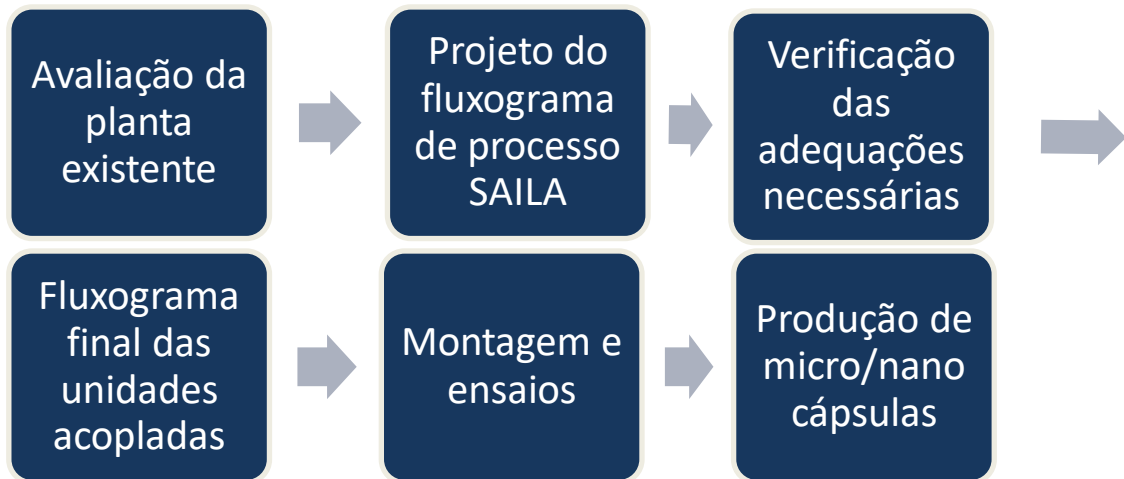 Avaliação da
planta
existente
Projeto do
fluxograma
de processo
SAILA
Verificação
das
adequações
necessárias
Fluxograma
final das
unidades
acopladas
Montagem e
ensaios
Produção de
micro/nano
cápsulas